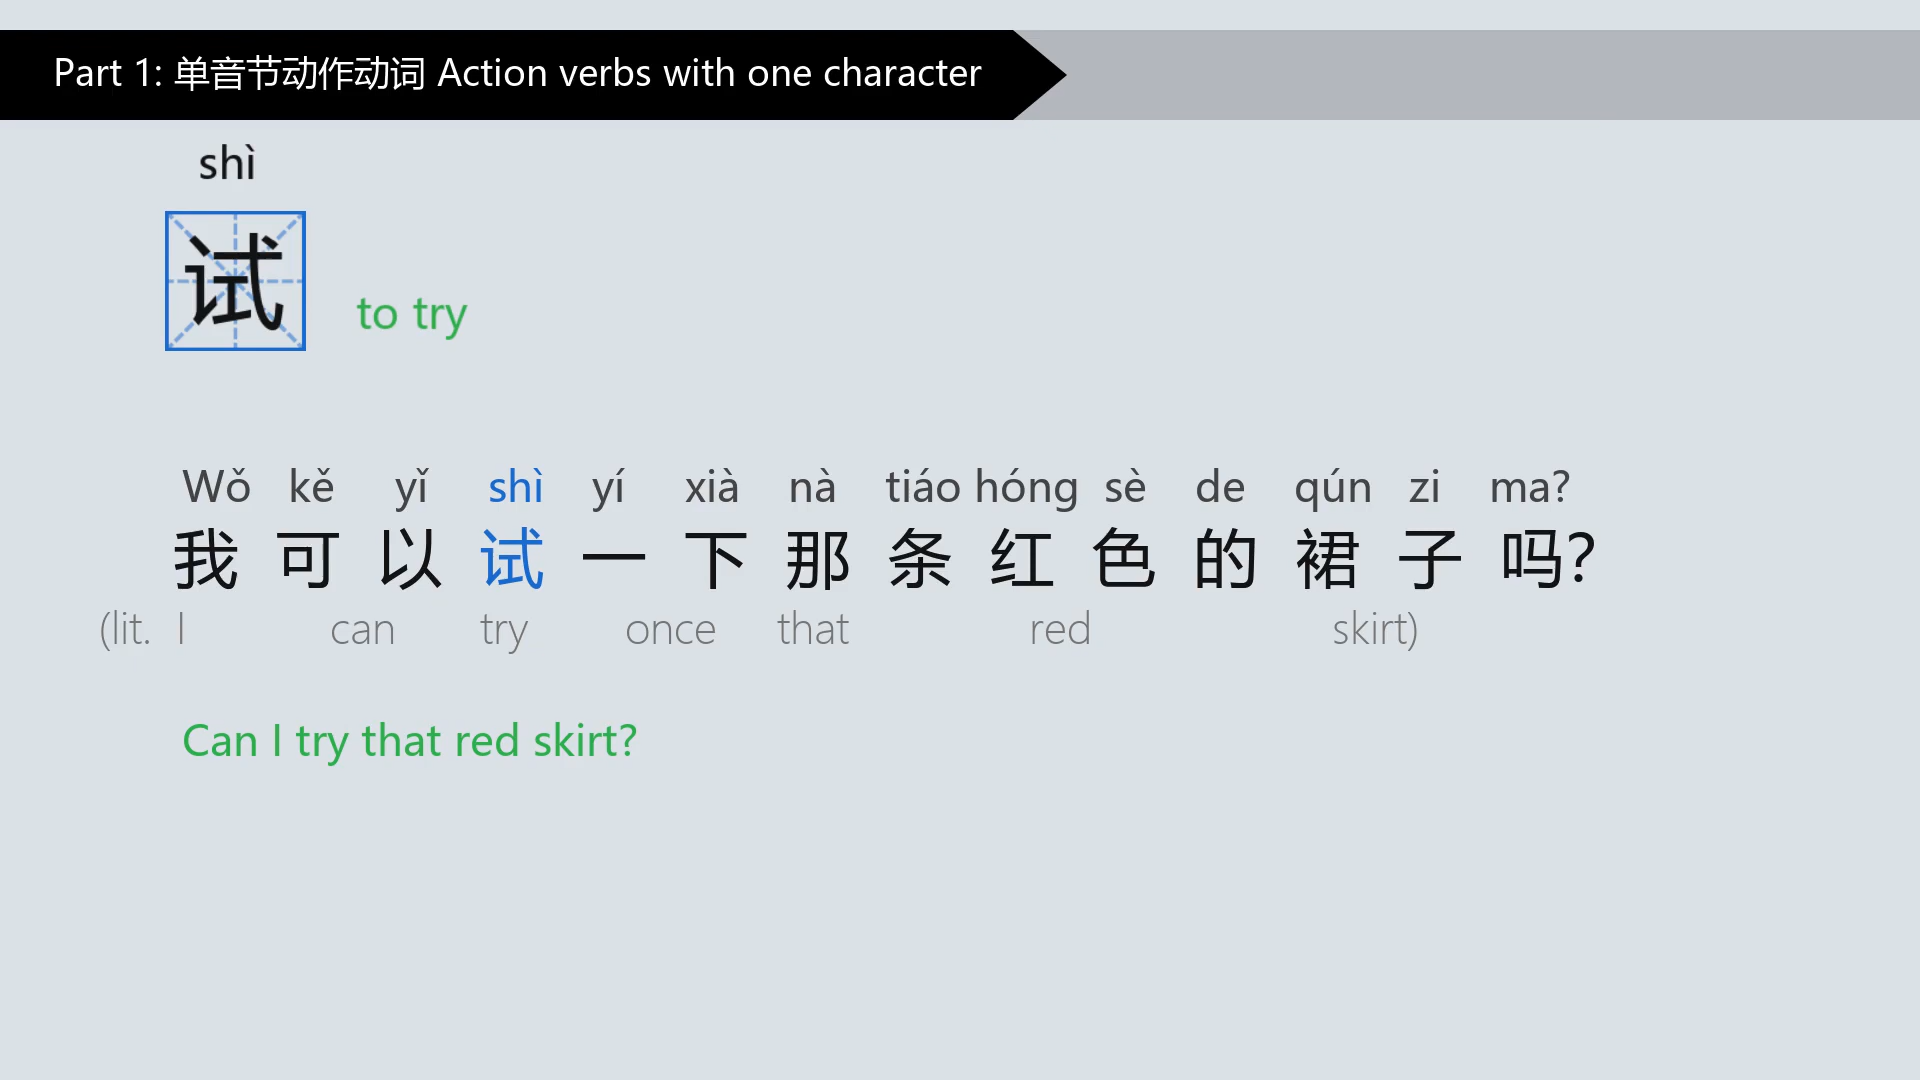 Part 1: 单音节动作动词 Action verbs with one character
shì
试
to try
Wǒ kě yǐ shì yí xià nà tiáo hóng sè de qún zi ma?
我可以试一下那条红色的裙子吗?
(lit. I can try once that red skirt)
Can I try that red skirt?